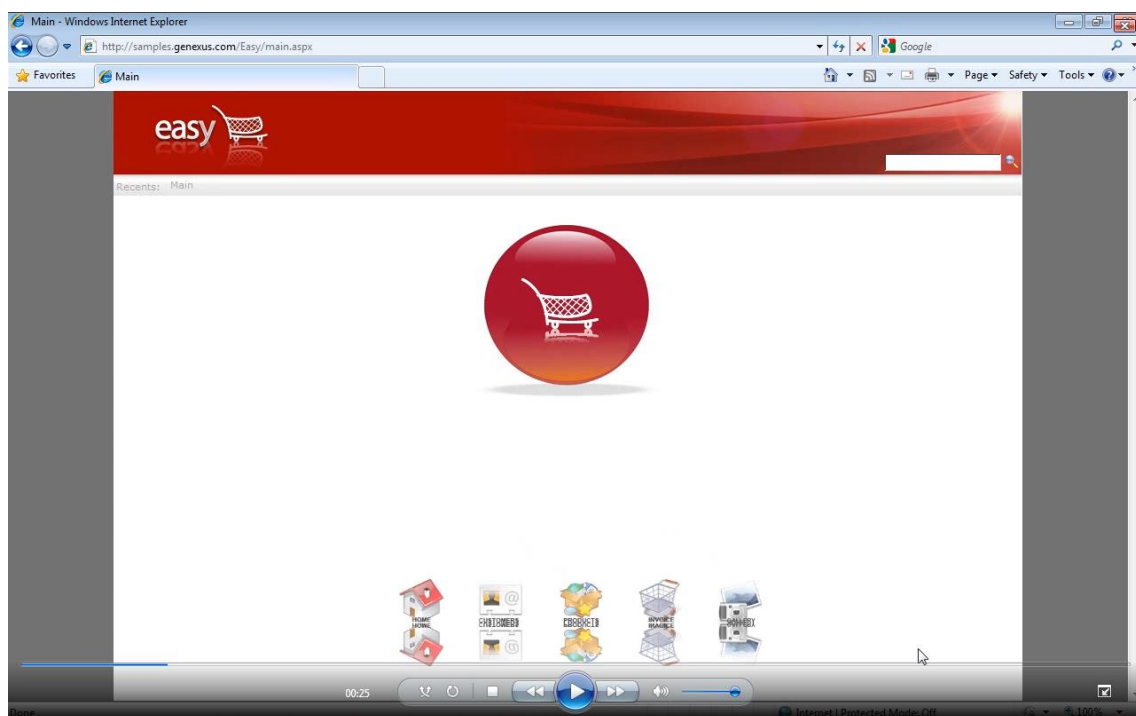 Main - Windows Internet Explorer
http://samples.genexus.com/Easy/main.aspx
Google
Favorites
Main
Page
Safety
Tools
easy
Recents: Main
HOME
INVOICE
00:25
Done
Internet | Protected Mode: Off
100%